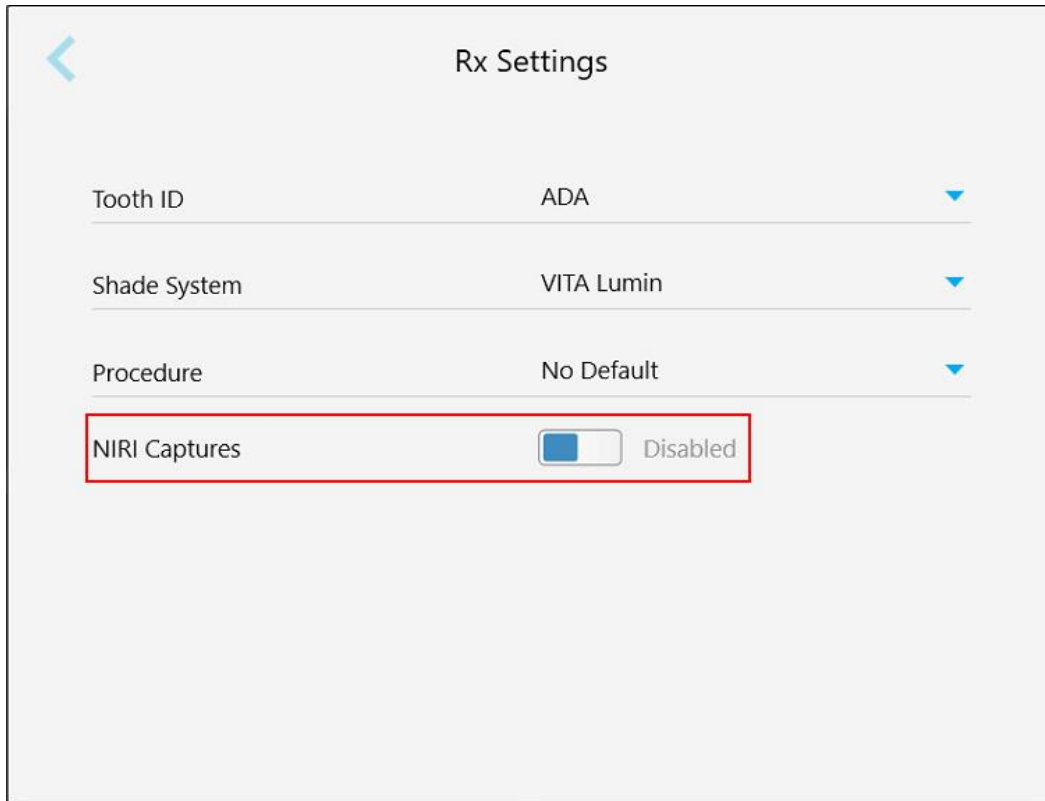 Rx Settings
Tooth ID ADA
Shade System VITA Lumin
Procedure No Default
NIRI Captures Disabled